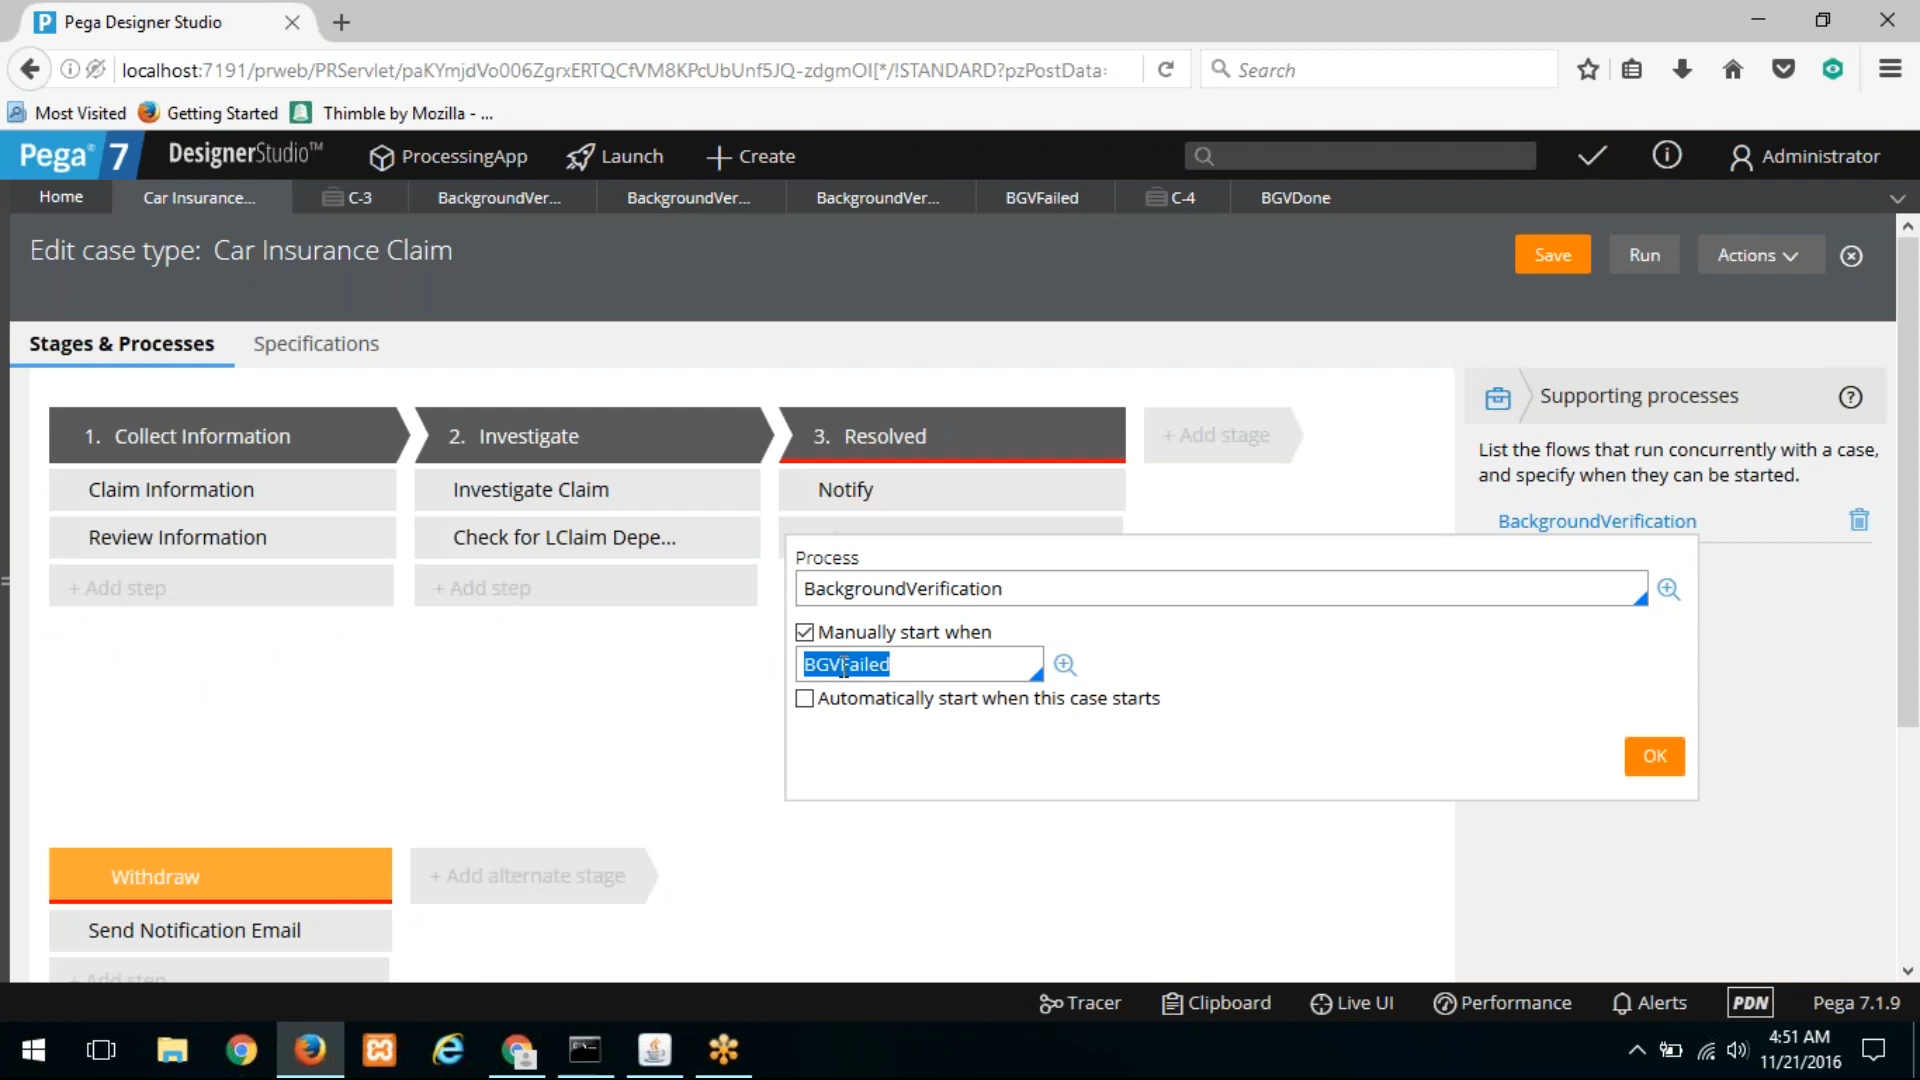 Pega Designer Studio
localhost:7191/prweb/PRServlet/paKYmjdVo006ZgrxERTQCfVM8KPcUbUnf5JQ-zdgmOI[*/!STANDARD?pzPostData:
Search
Most Visited Getting Started Thimble by Mozilla - ...
Pega® 7 DesignerStudio™ ProcessingApp Launch Create Administrator
Home Car Insurance... C-3 BackgroundVer... BackgroundVer... BackgroundVer... BGVFailed C-4 BGVDone
Edit case type: Car Insurance Claim
Save Run Actions
Stages & Processes Specifications
1. Collect Information 2. Investigate 3. Resolved + Add stage
Claim Information Investigate Claim Notify
Review Information Check for LClaim Depe...
+ Add step + Add step
Supporting processes
List the flows that run concurrently with a case,
and specify when they can be started.
BackgroundVerification
Process
BackgroundVerification
Manually start when
BGVFailed
Automatically start when this case starts
OK
Withdraw + Add alternate stage
Send Notification Email
+ Add step
Tracer Clipboard Live UI Performance Alerts PDN Pega 7.1.9
4:51 AM
11/21/2016